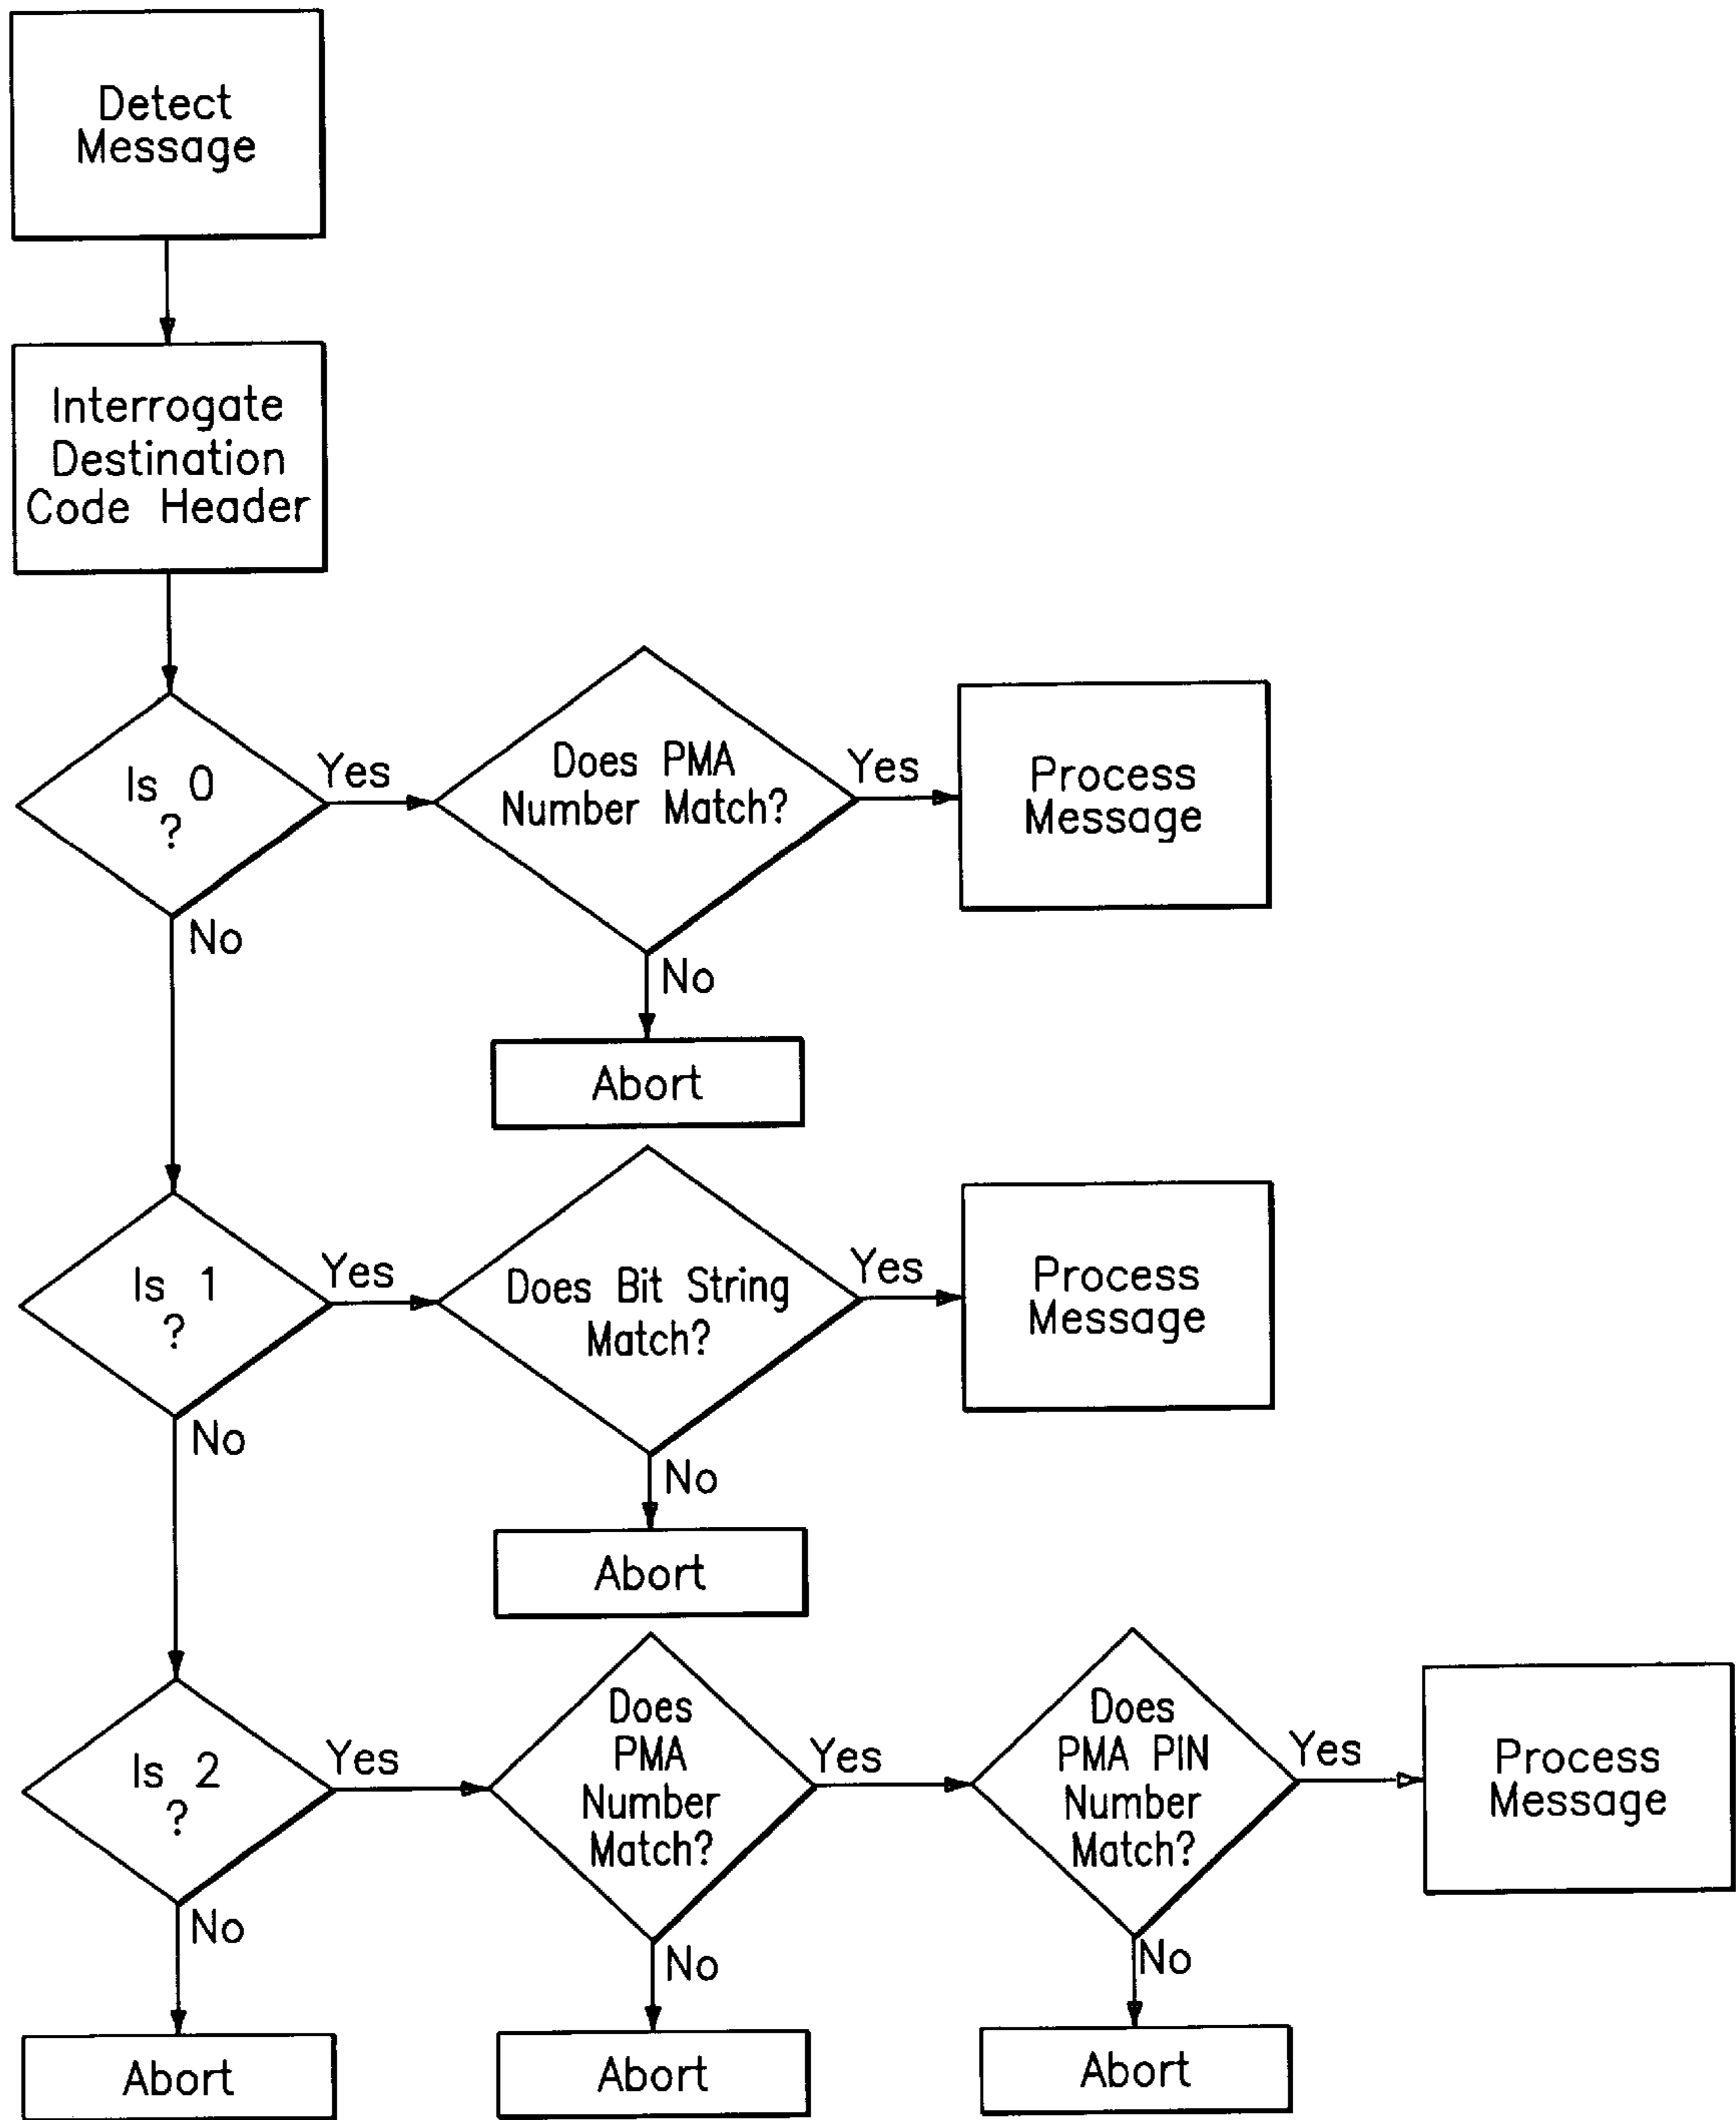 Detect
Message
Interrogate
Destination
Code Header
Is 0
?
Yes
No
Does PMA
Number Match?
Yes
No
Process
Message
Abort
Is 1
?
Yes
No
Does Bit String
Match?
Yes
No
Process
Message
Abort
Is 2
?
Yes
No
Does
PMA
Number
Match?
Yes
No
Does
PMA PIN
Number
Match?
Yes
No
Process
Message
Abort
Abort
Abort